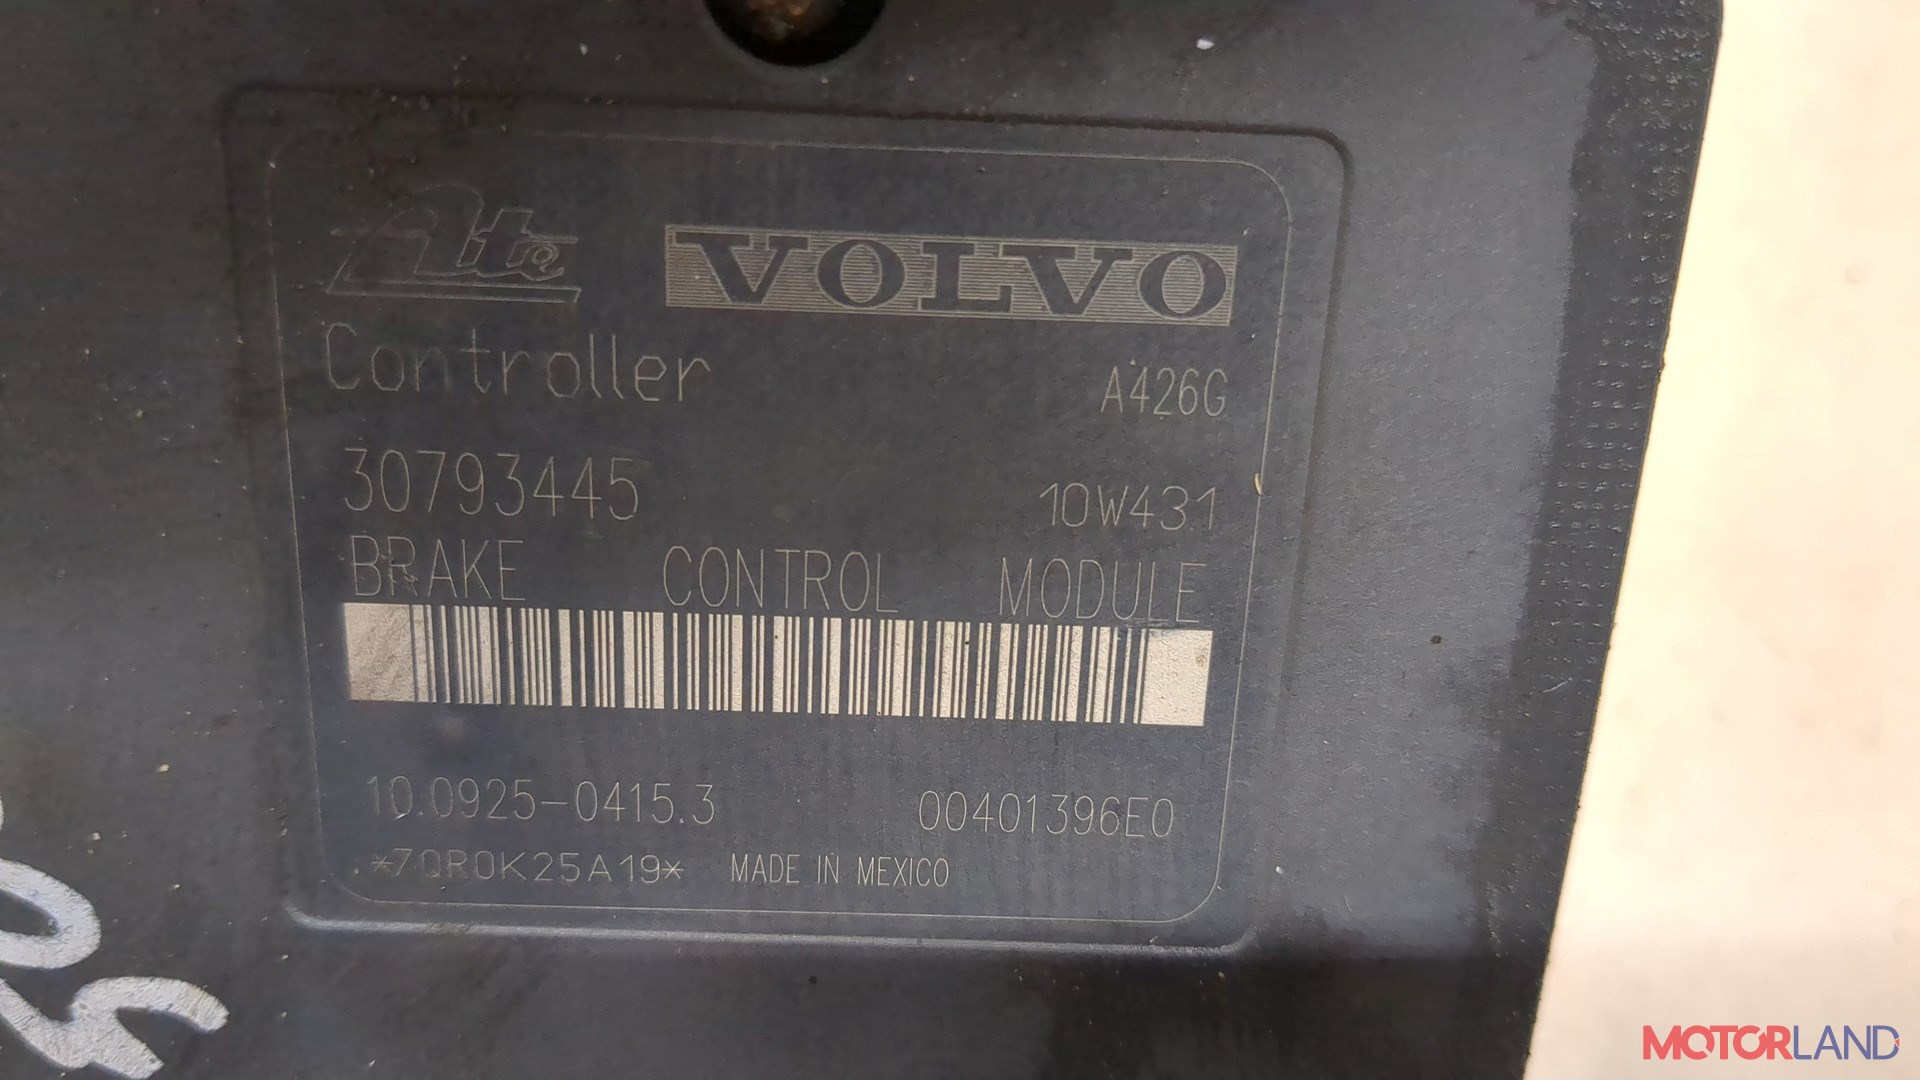 Ate VOLVO
Controller A426G
30793445 10W431
BRAKE CONTROL MODULE
10.0925-0415.3 00401396E0
*7QR0K25A19* MADE IN MEXICO
MOTORLAND